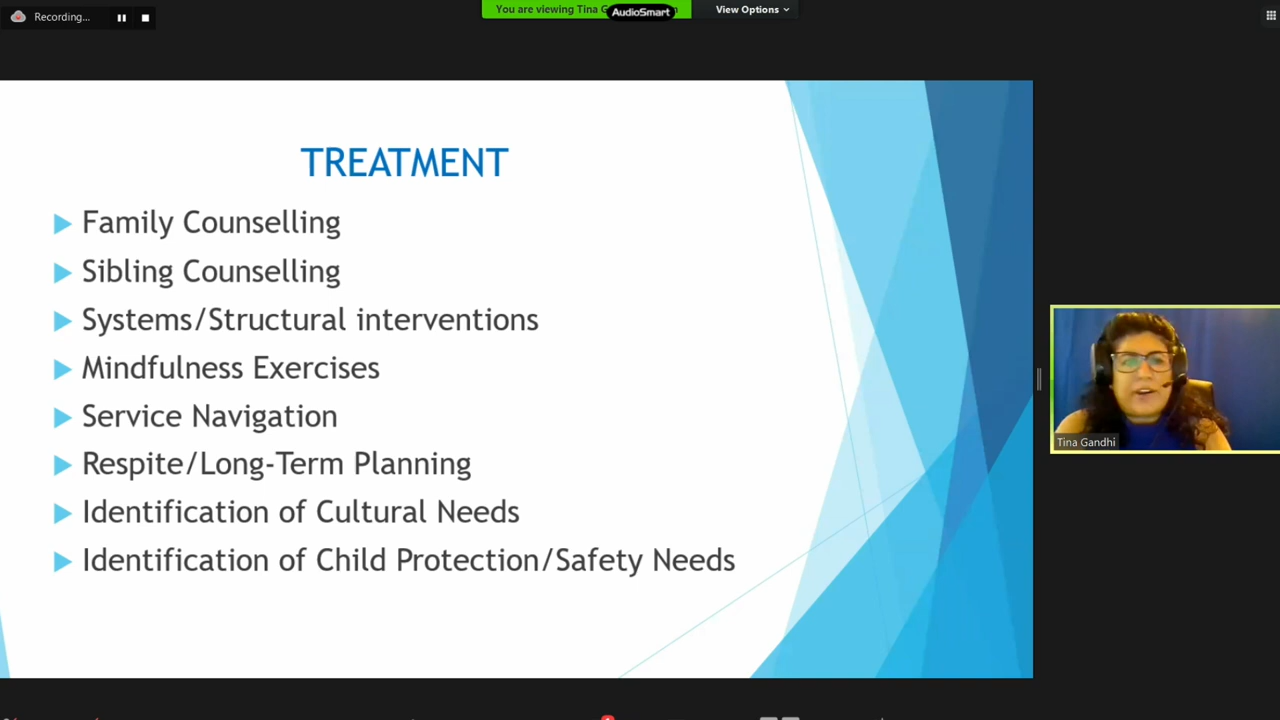 Recording...
You are viewing Tina G
AudioSmart
View Options
TREATMENT
Family Counselling
Sibling Counselling
Systems/Structural interventions
Mindfulness Exercises
Service Navigation
Respite/Long-Term Planning
Identification of Cultural Needs
Identification of Child Protection/Safety Needs
Tina Gandhi